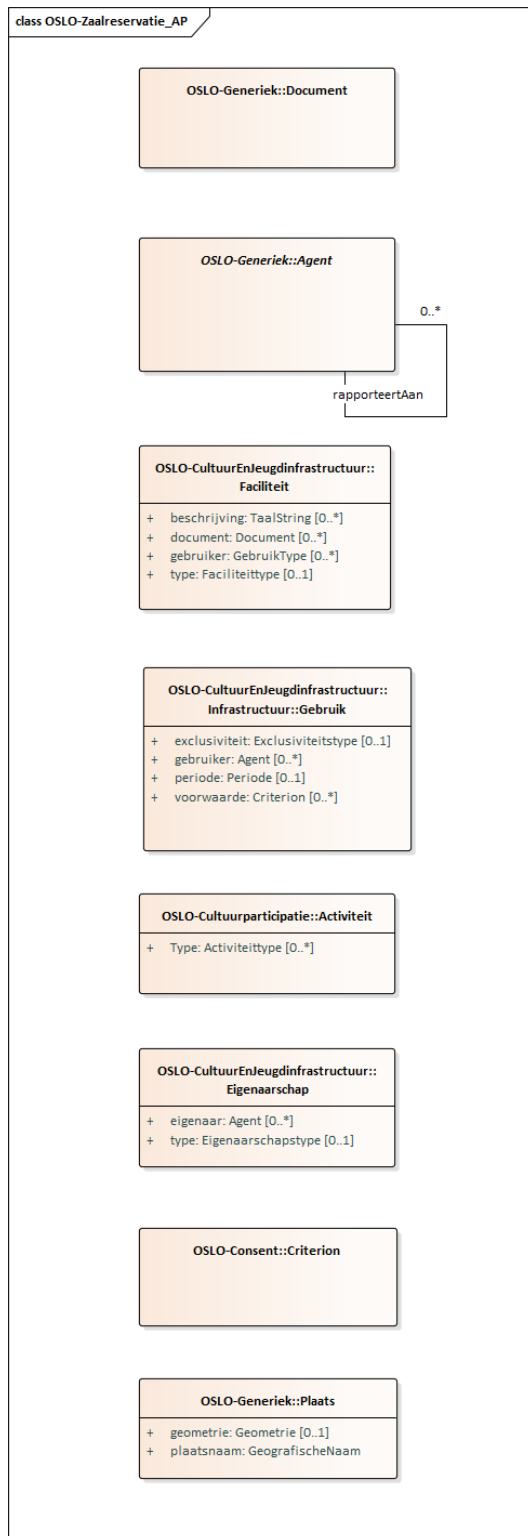 class OSLO-Zaalreservatie_AP
OSLO-Generiek::Document
OSLO-Generiek::Agent
0..*
rapporteertAan
OSLO-CultuurEnJeugdinfrastructuur::
Faciliteit
+ beschrijving: TaalString [0..*]
+ document: Document [0..*]
+ gebruiker: GebruikType [0..*]
+ type: Faciliteittype [0..1]
OSLO-CultuurEnJeugdinfrastructuur::
Infrastructuur::Gebruik
+ exclusiviteit: Exclusiviteitstype [0..1]
+ gebruiker: Agent [0..*]
+ periode: Periode [0..1]
+ voorwaarde: Criterion [0..*]
OSLO-Cultuurparticipatie::Activiteit
+ Type: Activiteittype [0..*]
OSLO-CultuurEnJeugdinfrastructuur::
Eigenaarschap
+ eigenaar: Agent [0..*]
+ type: Eigenaarschapstype [0..1]
OSLO-Consent::Criterion
OSLO-Generiek::Plaats
+ geometrie: Geometrie [0..1]
+ plaatsnaam: GeografischeNaam